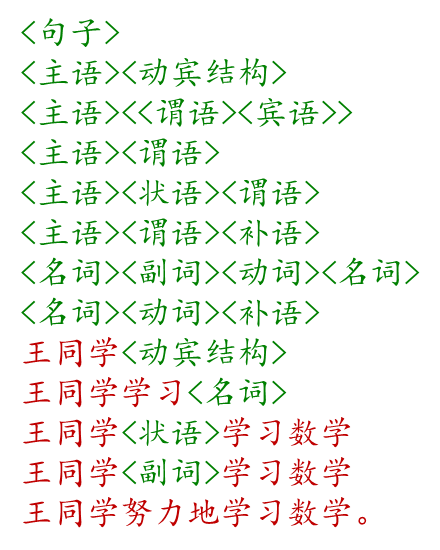 <句子>
<主语><动宾结构>
<主语><<谓语><宾语>>
<主语><谓语>
<主语><状语><谓语>
<主语><谓语><补语>
<名词><副词><动词><名词>
<名词><动词><补语>
王同学<动宾结构>
王同学学习<名词>
王同学<状语>学习数学
王同学<副词>学习数学
王同学努力地学习数学。